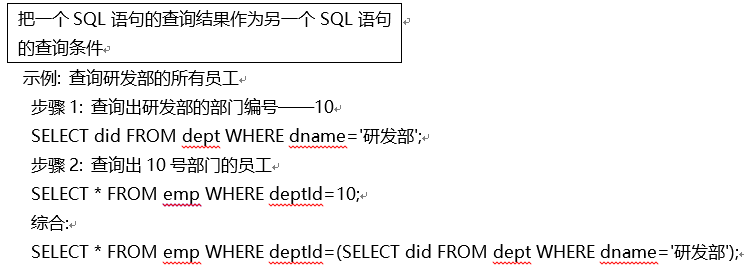 把一个 SQL 语句的查询结果作为另一个 SQL 语句
的查询条件
示例: 查询研发部的所有员工
步骤 1: 查询出研发部的部门编号——10
SELECT did FROM dept WHERE dname='研发部';
步骤 2: 查询出 10 号部门的员工
SELECT * FROM emp WHERE deptId=10;
综合:
SELECT * FROM emp WHERE deptId=(SELECT did FROM dept WHERE dname='研发部');